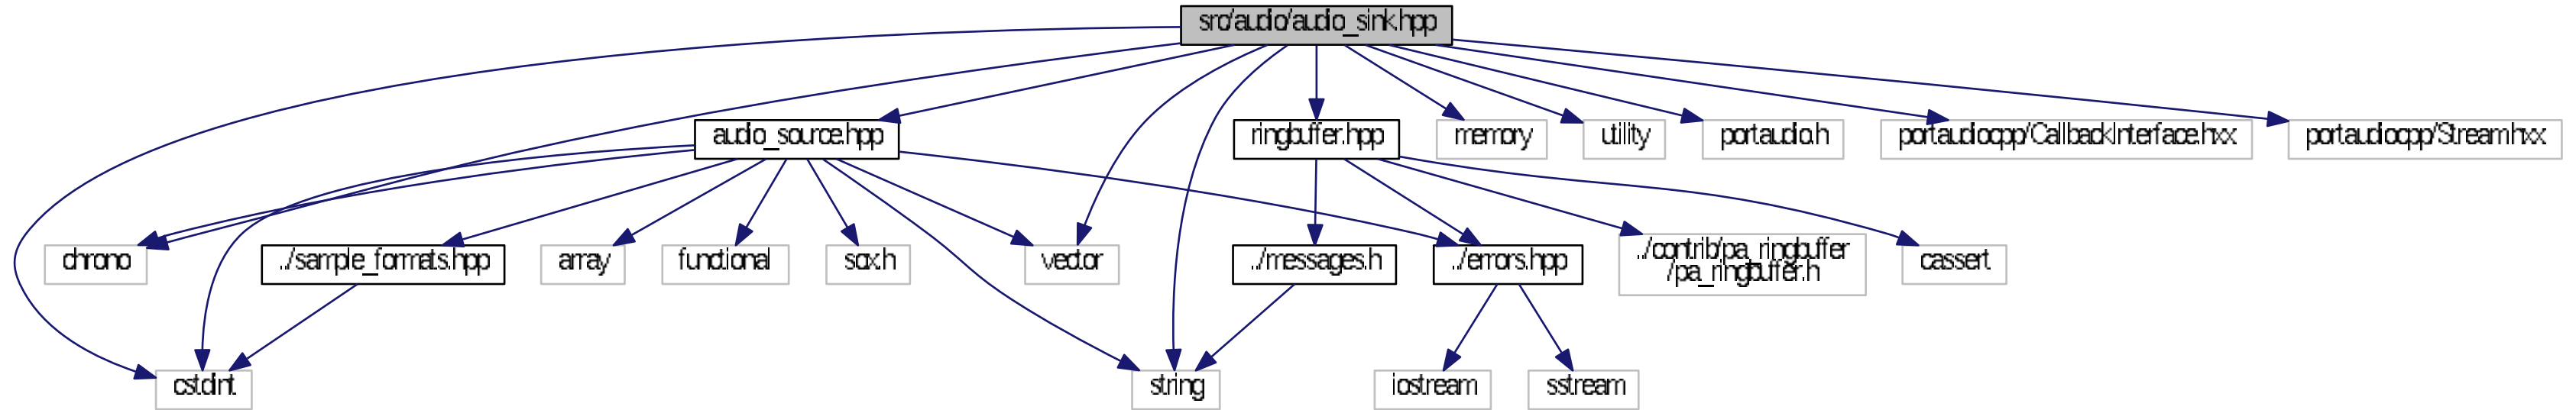 src/audio/audio_sink.hpp
audio_source.hpp
ringbuffer.hpp
memory
utility
portaudio.h
portaudiocpp/CallbackInterface.hxx
portaudiocpp/Stream.hxx
chrono
../sample_formats.hpp
array
functional
sox.h
vector
../messages.h
../errors.hpp
../contrib/pa_ringbuffer
/pa_ringbuffer.h
cassert
cstdint
string
iostream
sstream